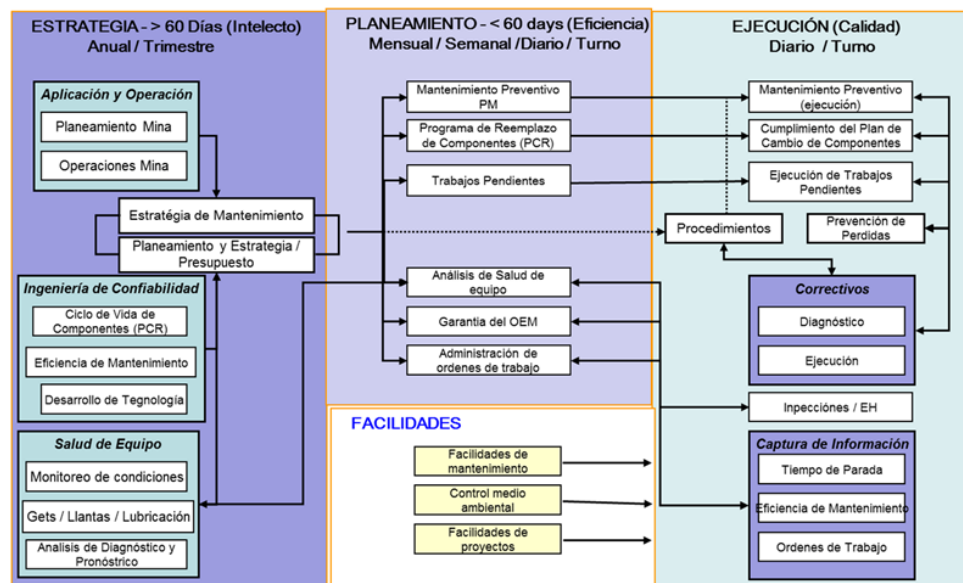 ESTRATEGIA - > 60 Días (Intelecto)
Anual / Trimestre
Aplicación y Operación
Planeamiento Mina
Operaciones Mina
Estratégia de Mantenimiento
Planeamiento y Estrategia /
Presupuesto
Ingeniería de Confiabilidad
Ciclo de Vida de
Componentes (PCR)
Eficiencia de Mantenimiento
Desarrollo de Tegnología
Salud de Equipo
Monitoreo de condiciones
Gets / Llantas / Lubricación
Analisis de Diagnóstico y
Pronóstrico
PLANEAMIENTO - < 60 days (Eficiencia)
Mensual / Semanal /Diario / Turno
Mantenimiento Preventivo
PM
Programa de Reemplazo
de Componentes (PCR)
Trabajos Pendientes
Análisis de Salud de
equipo
Garantia del OEM
Administración de
ordenes de trabajo
FACILIDADES
Facilidades de
mantenimiento
Control medio
ambiental
Facilidades de
proyectos
EJECUCIÓN (Calidad)
Diario / Turno
Mantenimiento Preventivo
(ejecución)
Cumplimiento del Plan de
Cambio de Componentes
Ejecución de Trabajos
Pendientes
Procedimientos
Prevención de
Perdidas
Correctivos
Diagnóstico
Ejecución
Inpecciónes / EH
Captura de Información
Tiempo de Parada
Eficiencia de Mantenimiento
Ordenes de Trabajo